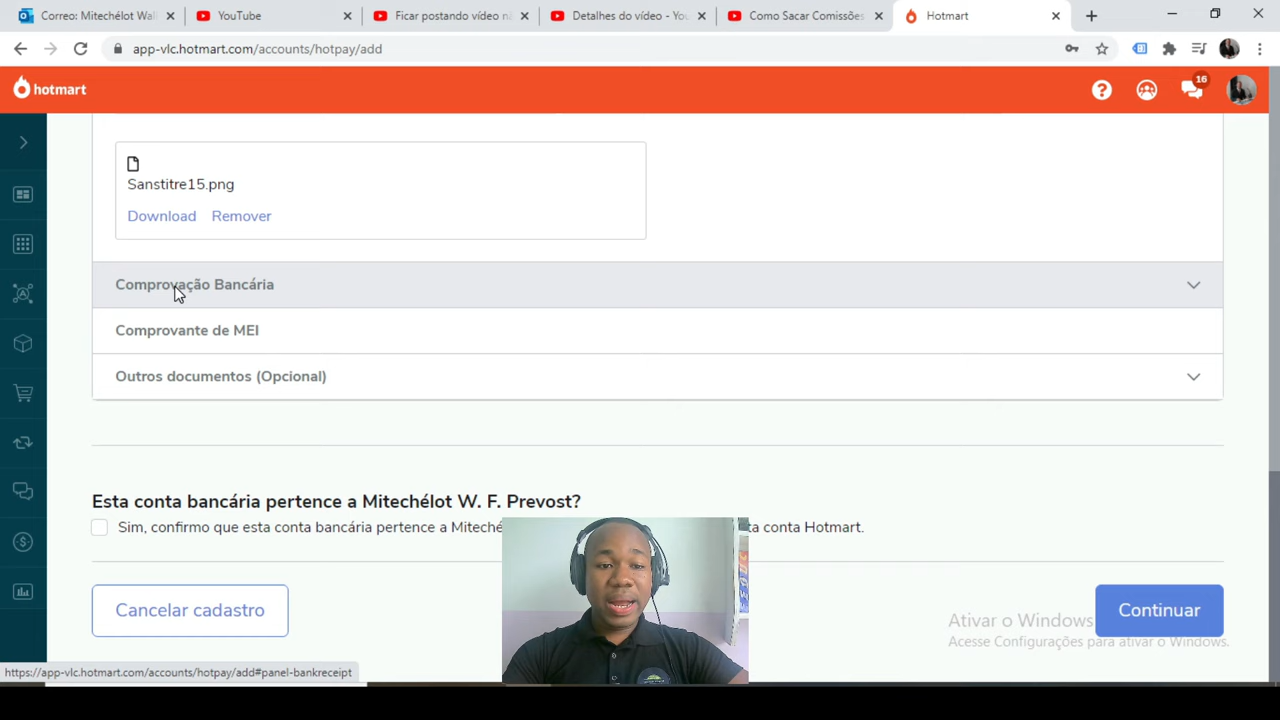 Correo: Mitechélot Wal
YouTube
Ficar postando vídeo n
Detalhes do vídeo - You
Como Sacar Comissões
Hotmart
app-vlc.hotmart.com/accounts/hotpay/add
hotmart
16
Sanstitre15.png
Download Remover
Comprovação Bancária
Comprovante de MEI
Outros documentos (Opcional)
Esta conta bancária pertence a Mitechélot W. F. Prevost?
Sim, confirmo que esta conta bancária pertence a Miteché ta conta Hotmart.
Cancelar cadastro
Continuar
Ativar o Windows
Acesse Configurações para ativar o Windows.
https://app-vlc.hotmart.com/accounts/hotpay/add#panel-bankreceipt